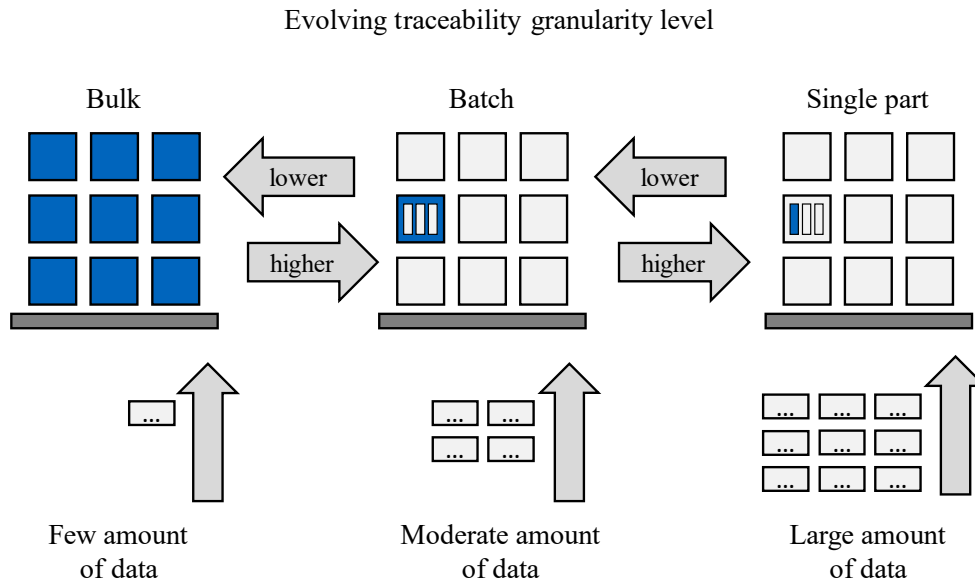 Evolving traceability granularity level
Bulk
Batch
Single part
lower
lower
higher
higher
...
... ...
... ...
... ... ...
... ... ...
... ... ...
Few amount
of data
Moderate amount
of data
Large amount
of data